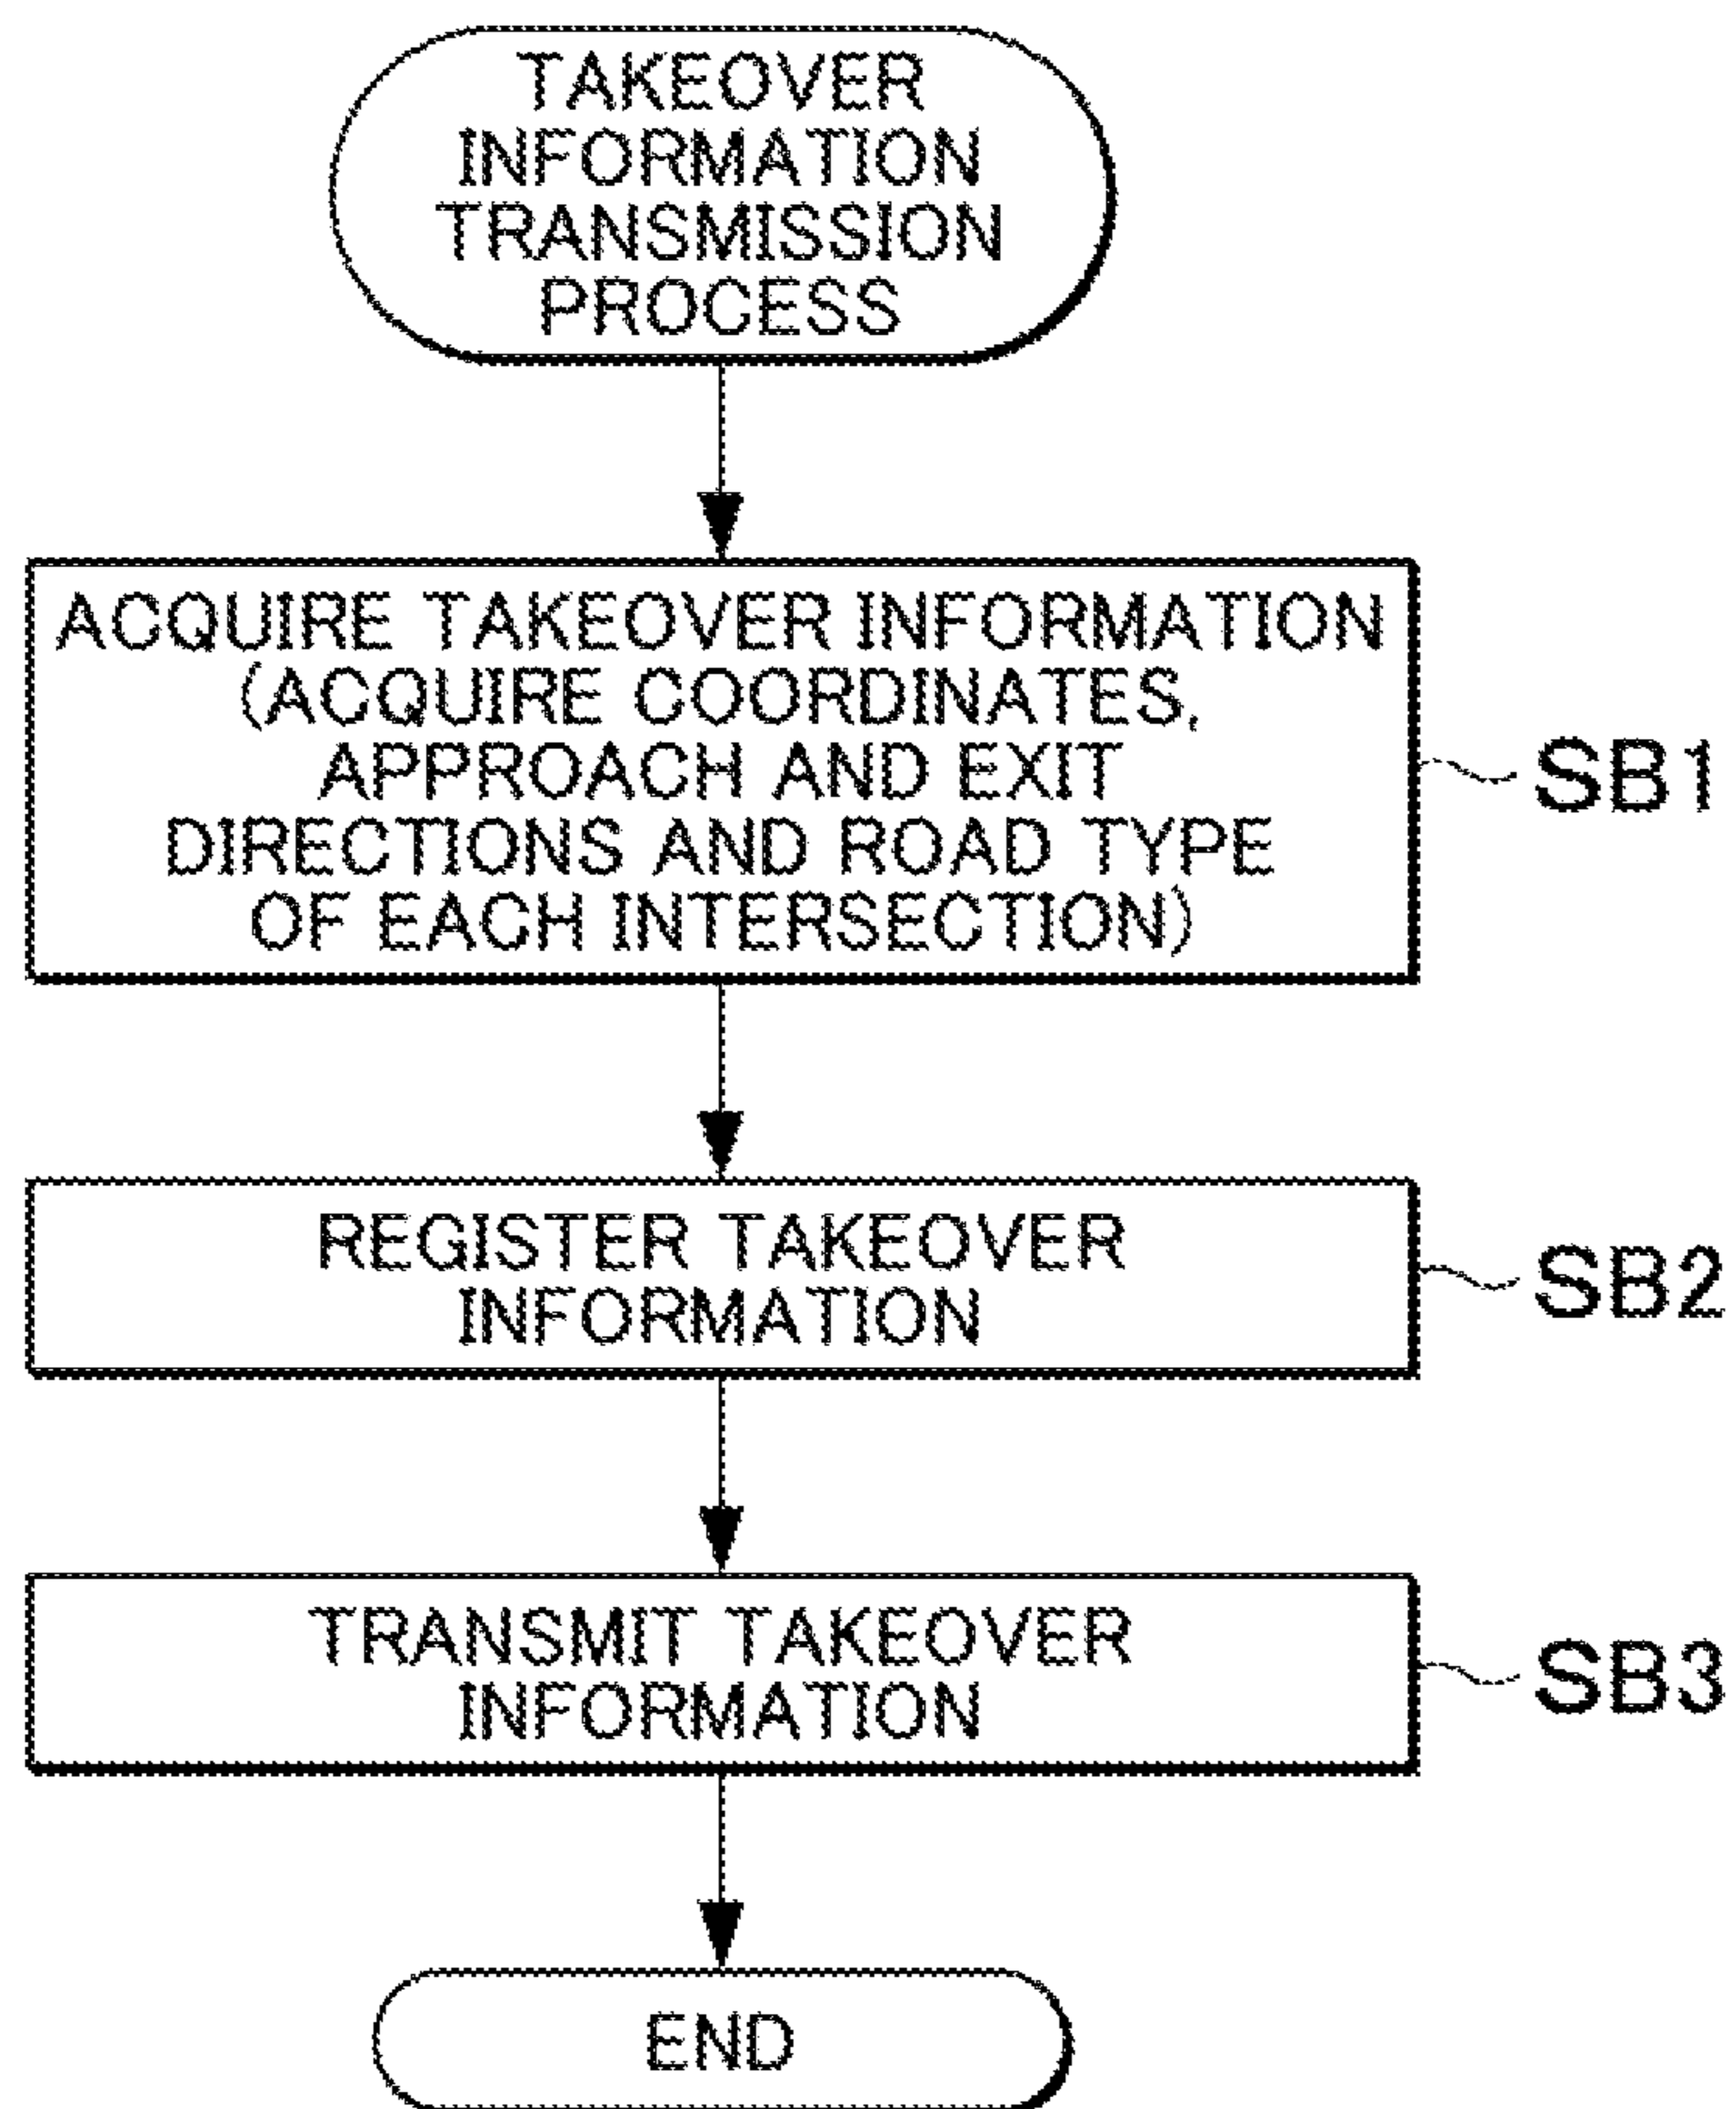 TAKEOVER
INFORMATION
TRANSMISSION
PROCESS
ACQUIRE TAKEOVER INFORMATION
(ACQUIRE COORDINATES,
APPROACH AND EXIT
DIRECTIONS AND ROAD TYPE
OF EACH INTERSECTION)
SB1
REGISTER TAKEOVER
INFORMATION
SB2
TRANSMIT TAKEOVER
INFORMATION
SB3
END